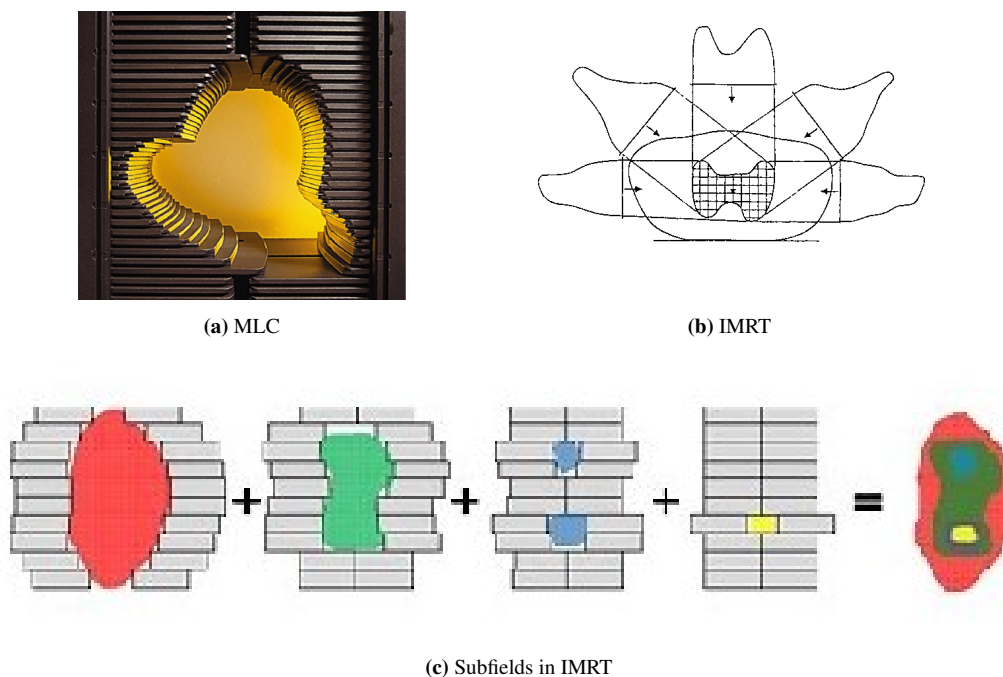 (a) MLC
(b) IMRT
+ + + =
(c) Subfields in IMRT